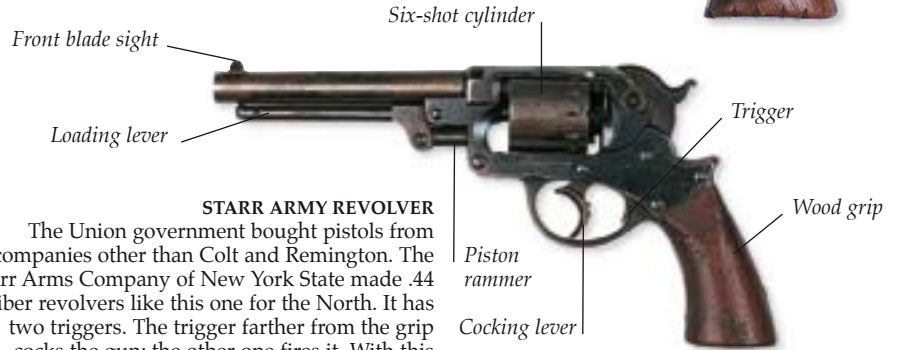 Six-shot cylinder
Front blade sight
Trigger
Loading lever
Wood grip
STARR ARMY REVOLVER
The Union government bought pistols from
companies other than Colt and Remington. The
Arms Company of New York State made .44
revolvers like this one for the North. It has
two triggers. The trigger farther from the grip
cocks the gun; the other one fires it. With this
Piston
rammer
Cocking lever